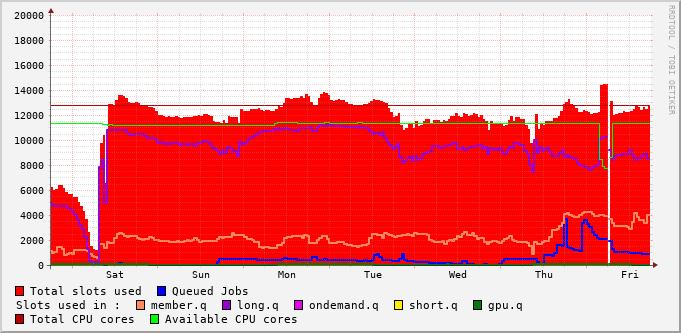 20000
18000
16000
14000
12000
10000
8000
6000
4000
2000
0
Sat Sun Mon Tue Wed Thu Fri
RRDTOOL / TOBI OETIKER
Total slots used Queued Jobs
Slots used in : member.q long.q ondemand.q short.q gpu.q
Total CPU cores Available CPU cores